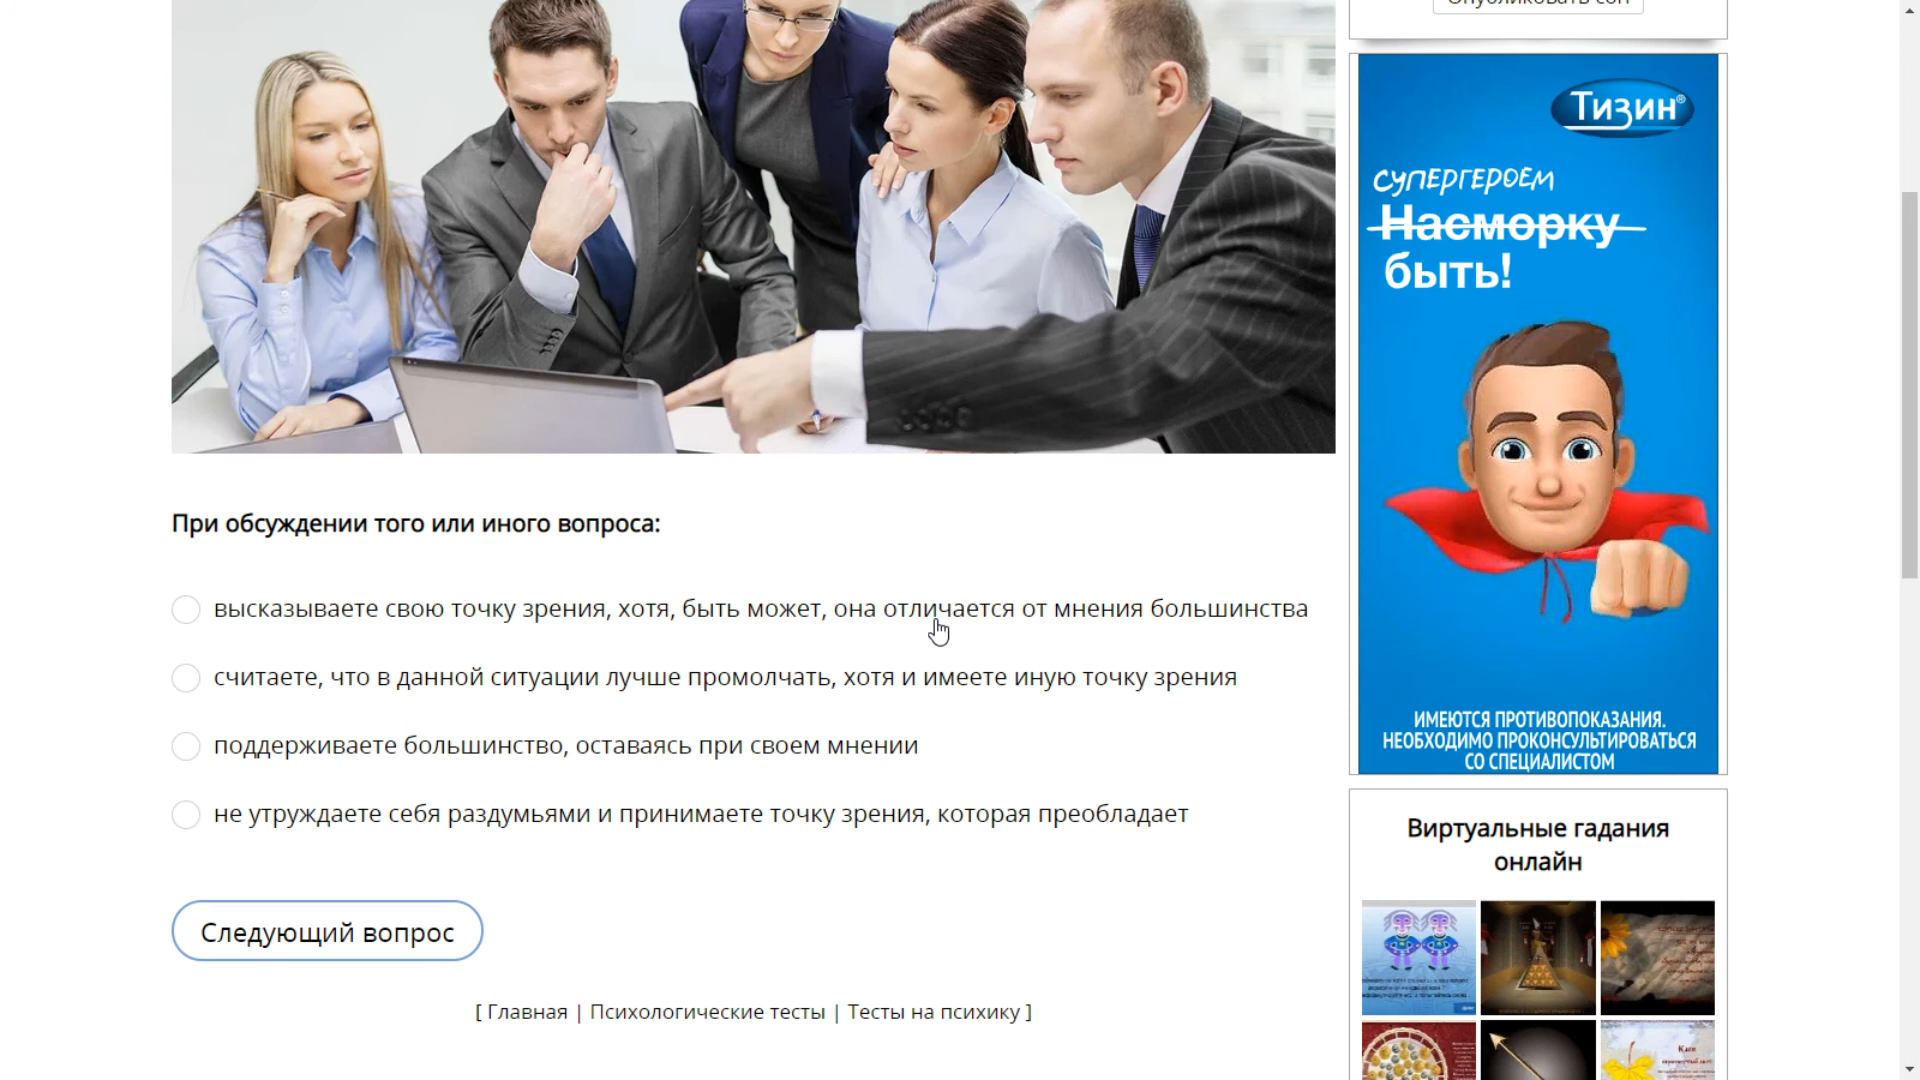 Тизин®
СУПЕРГЕРОЕМ
Насморку
быть!
При обсуждении того или иного вопроса:
высказываете свою точку зрения, хотя, быть может, она отличается от мнения большинства
считаете, что в данной ситуации лучше промолчать, хотя и имеете иную точку зрения
поддерживаете большинство, оставаясь при своем мнении
не утруждаете себя раздумьями и принимаете точку зрения, которая преобладает
ИМЕЮТСЯ ПРОТИВОПОКАЗАНИЯ.
НЕОБХОДИМО ПРОКОНСУЛЬТИРОВАТЬСЯ
СО СПЕЦИАЛИСТОМ
Виртуальные гадания
онлайн
Следующий вопрос
[ Главная | Психологические тесты | Тесты на психику ]